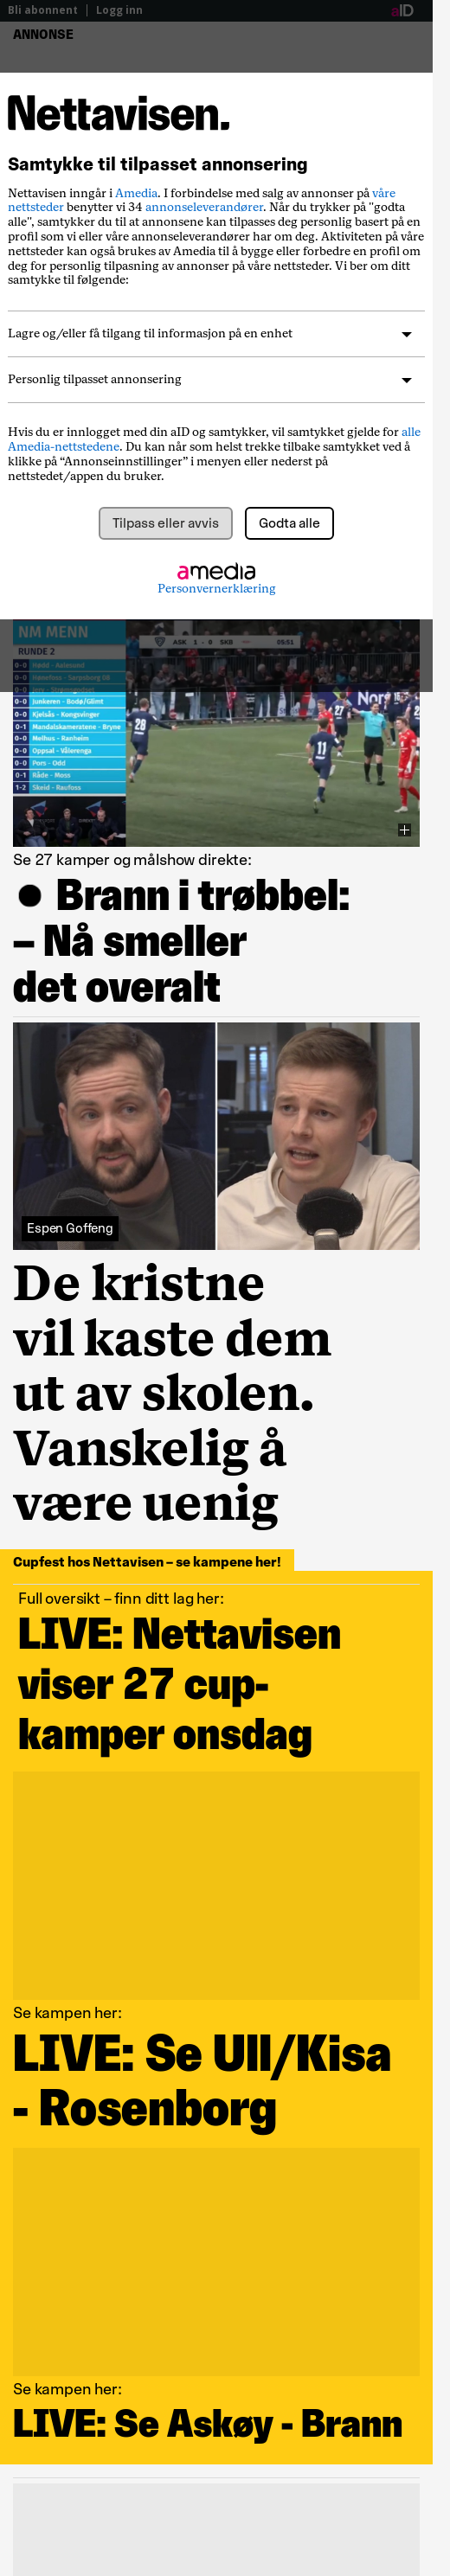 Bli abonnent | Logg inn
aID
ANNONSE
Nettavisen.
Samtykke til tilpasset annonsering
Nettavisen inngår i Amedia. I forbindelse med salg av annonser på våre
nettsteder benytter vi 34 annonseleverandører. Når du trykker på "godta
alle", samtykker du til at annonsene kan tilpasses deg personlig basert på en
profil som vi eller våre annonseleverandører har om deg. Aktiviteten på våre
nettsteder kan også brukes av Amedia til å bygge eller forbedre en profil om
deg for personlig tilpasning av annonser på våre nettsteder. Vi ber om ditt
samtykke til følgende:
Lagre og/eller få tilgang til informasjon på en enhet
Personlig tilpasset annonsering
Hvis du er innlogget med din aID og samtykker, vil samtykket gjelde for alle
Amedia-nettstedene. Du kan når som helst trekke tilbake samtykket ved å
klikke på “Annonseinnstillinger” i menyen eller nederst på
nettstedet/appen du bruker.
Tilpass eller avvis
Godta alle
amedia
Personvernerklæring
NM MENN
RUNDE 2
ASK 1 - 0 SKB 05:51
0-0 Hødd - Aalesund
0-0 Hønefoss - Sarpsborg 08
0-0 Junkeren - Bodø/Glimt
0-0 Kjelsås - Kongsvinger
0-1 Mandalskameratene - Bryne
0-0 Melhus - Ranheim
0-0 Oppsal - Vålerenga
0-0 Pors - Odd
0-1 Råde - Moss
1-2 Skeid - Raufoss
Se 27 kamper og målshow direkte:
● Brann i trøbbel:
– Nå smeller
det overalt
Espen Goffeng
De kristne
vil kaste dem
ut av skolen.
Vanskelig å
være uenig
Cupfest hos Nettavisen – se kampene her!
Full oversikt – finn ditt lag her:
LIVE: Nettavisen
viser 27 cup-
kamper onsdag
Se kampen her:
LIVE: Se Ull/Kisa
- Rosenborg
Se kampen her:
LIVE: Se Askøy - Brann